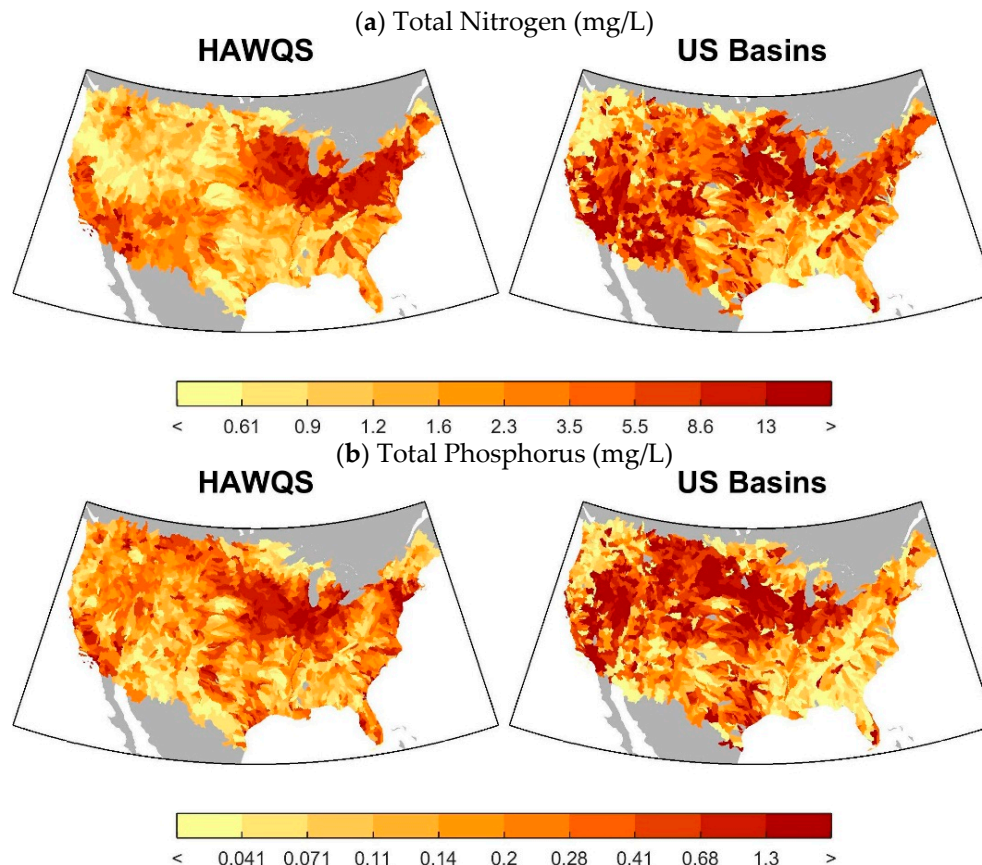 (a) Total Nitrogen (mg/L)
HAWQS US Basins
< 0.61 0.9 1.2 1.6 2.3 3.5 5.5 8.6 13 >
(b) Total Phosphorus (mg/L)
HAWQS US Basins
< 0.041 0.071 0.11 0.14 0.2 0.28 0.41 0.68 1.3 >